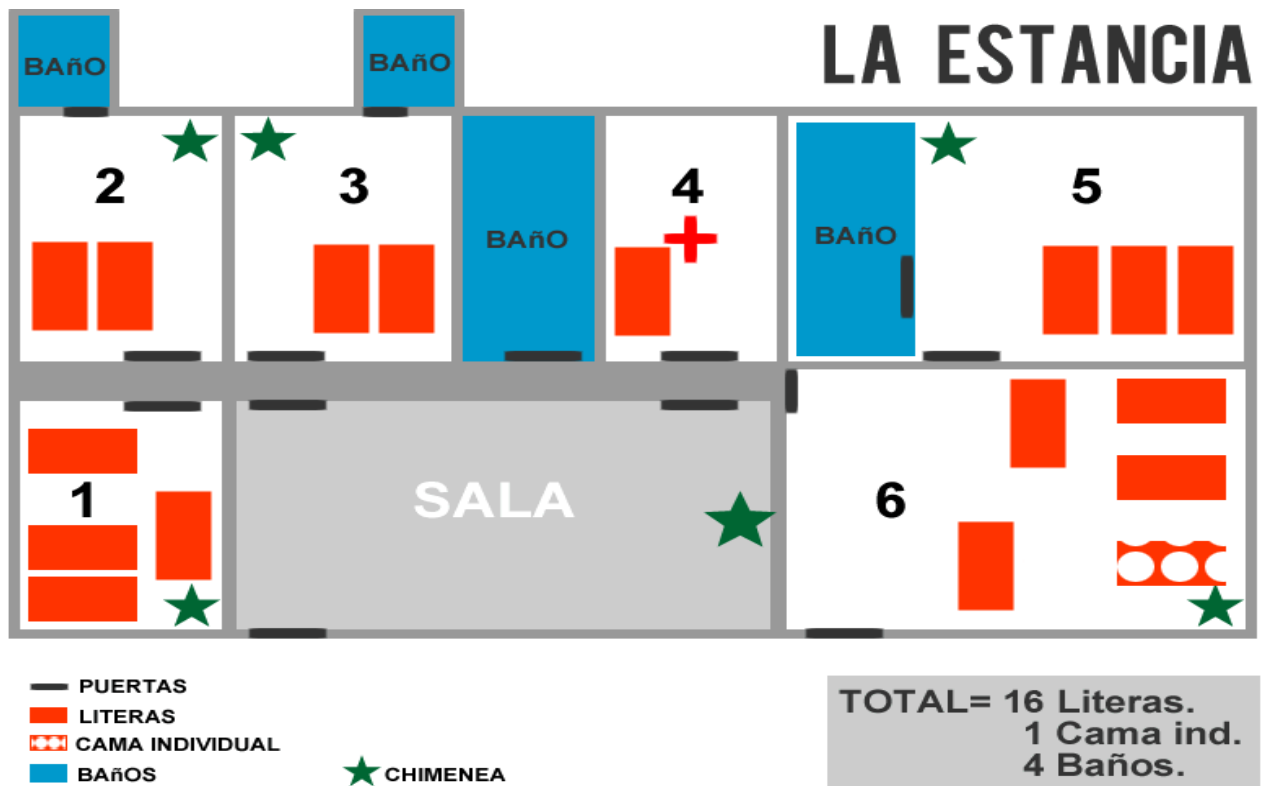 LA ESTANCIA
BAñO
BAñO
2
3
BAñO
4
BAñO
5
1
SALA
6
PUERTAS
LITERAS
CAMA INDIVIDUAL
BAñOS
CHIMENEA
TOTAL= 16 Literas.
1 Cama ind.
4 Baños.